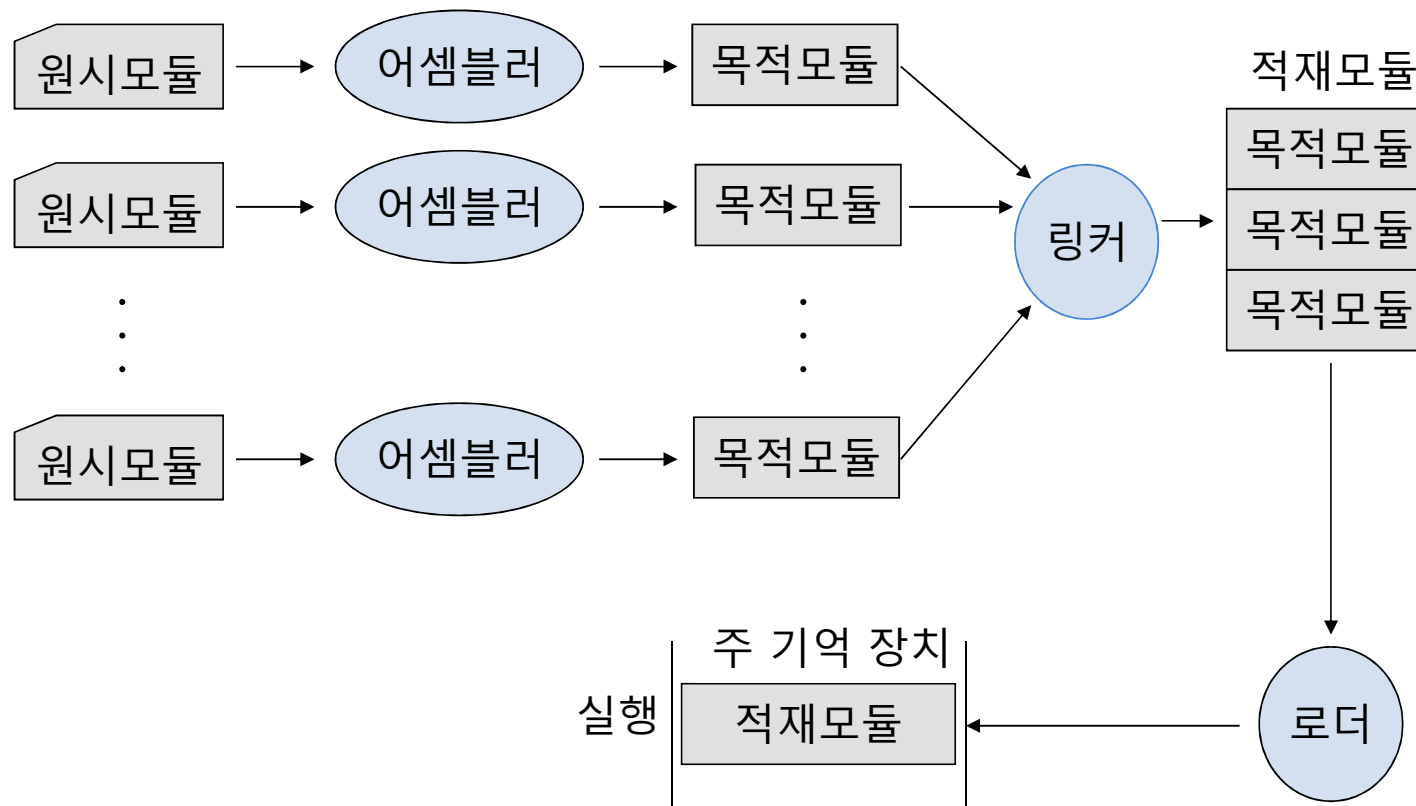 원시모듈
어셈블러
목적모듈
적재모듈
원시모듈
어셈블러
목적모듈
링커
목적모듈
목적모듈
목적모듈
원시모듈
어셈블러
목적모듈
주 기억 장치
실행
적재모듈
로더